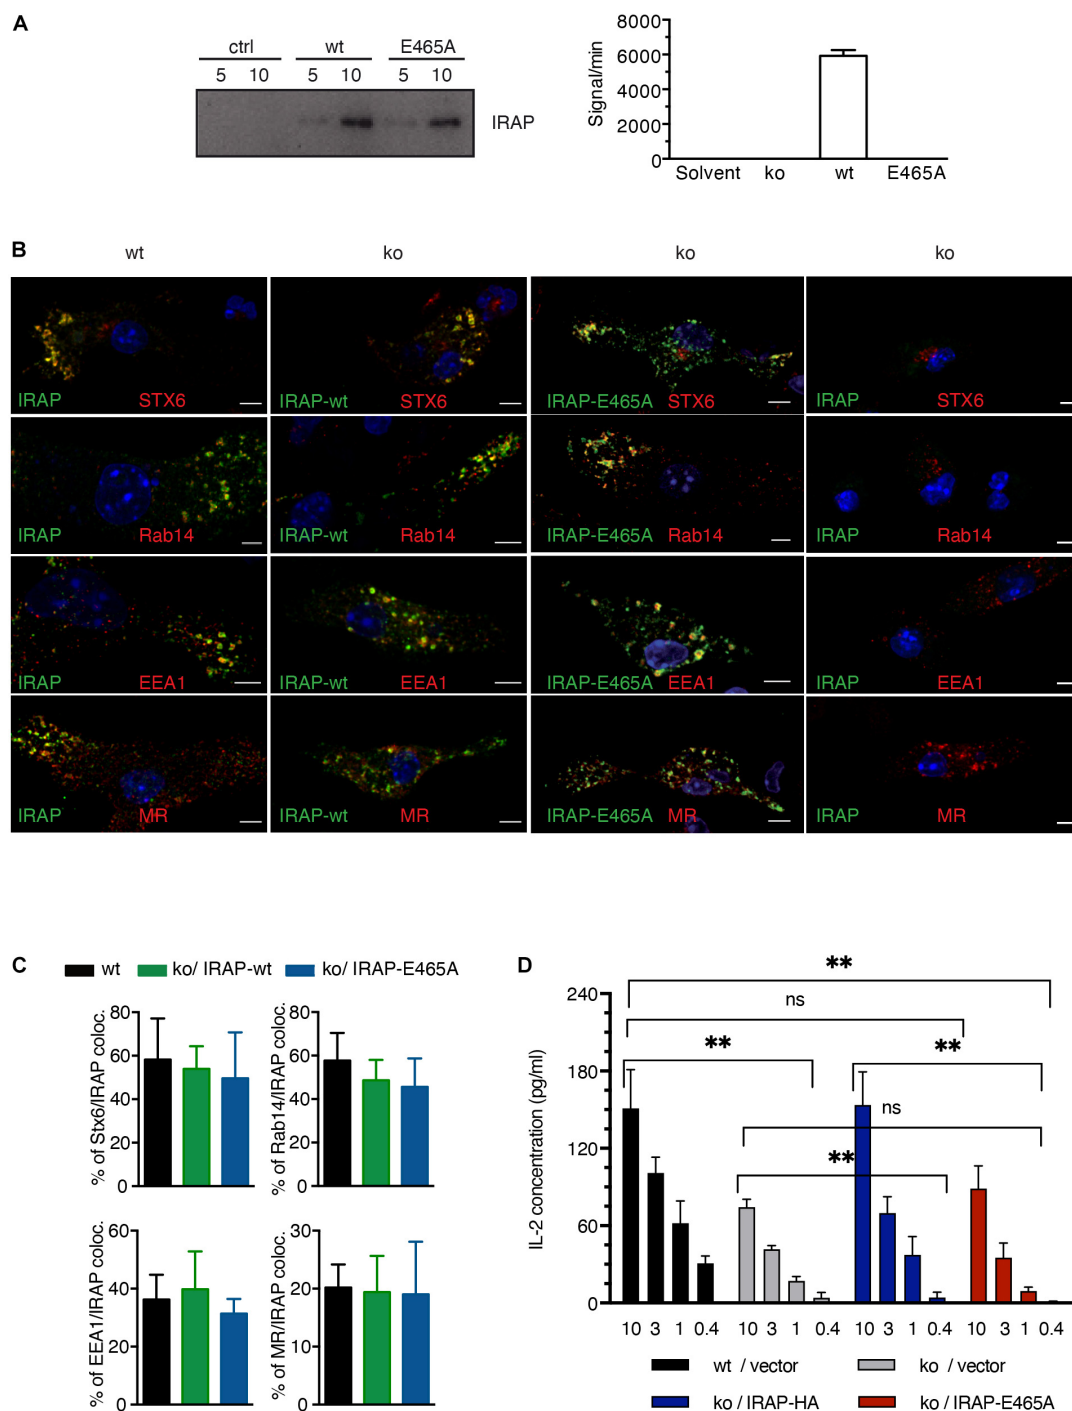 A
ctrl wt E465A
5 10 5 10 5 10
IRAP
Signal/min
8000
6000
4000
2000
0
Solvent ko wt E465A
B
wt ko ko ko
IRAP STX6 IRAP-wt STX6 IRAP-E465A STX6 IRAP STX6
IRAP Rab14 IRAP-wt Rab14 IRAP-E465A Rab14 IRAP Rab14
IRAP EEA1 IRAP-wt EEA1 IRAP-E465A EEA1 IRAP EEA1
IRAP MR IRAP-wt MR IRAP-E465A MR IRAP MR
C
wt ko/ IRAP-wt ko/ IRAP-E465A
% of Stx6/IRAP coloc.
80
60
40
20
0
% of Rab14/IRAP coloc.
80
60
40
20
0
% of EEA1/IRAP coloc.
60
40
20
0
% of MR/IRAP coloc.
30
20
10
0
D
IL-2 concentration (pg/ml)
240
180
120
60
0
**
ns
** **
ns
**
10 3 1 0.4 10 3 1 0.4 10 3 1 0.4 10 3 1 0.4
wt / vector ko / vector
ko / IRAP-HA ko / IRAP-E465A